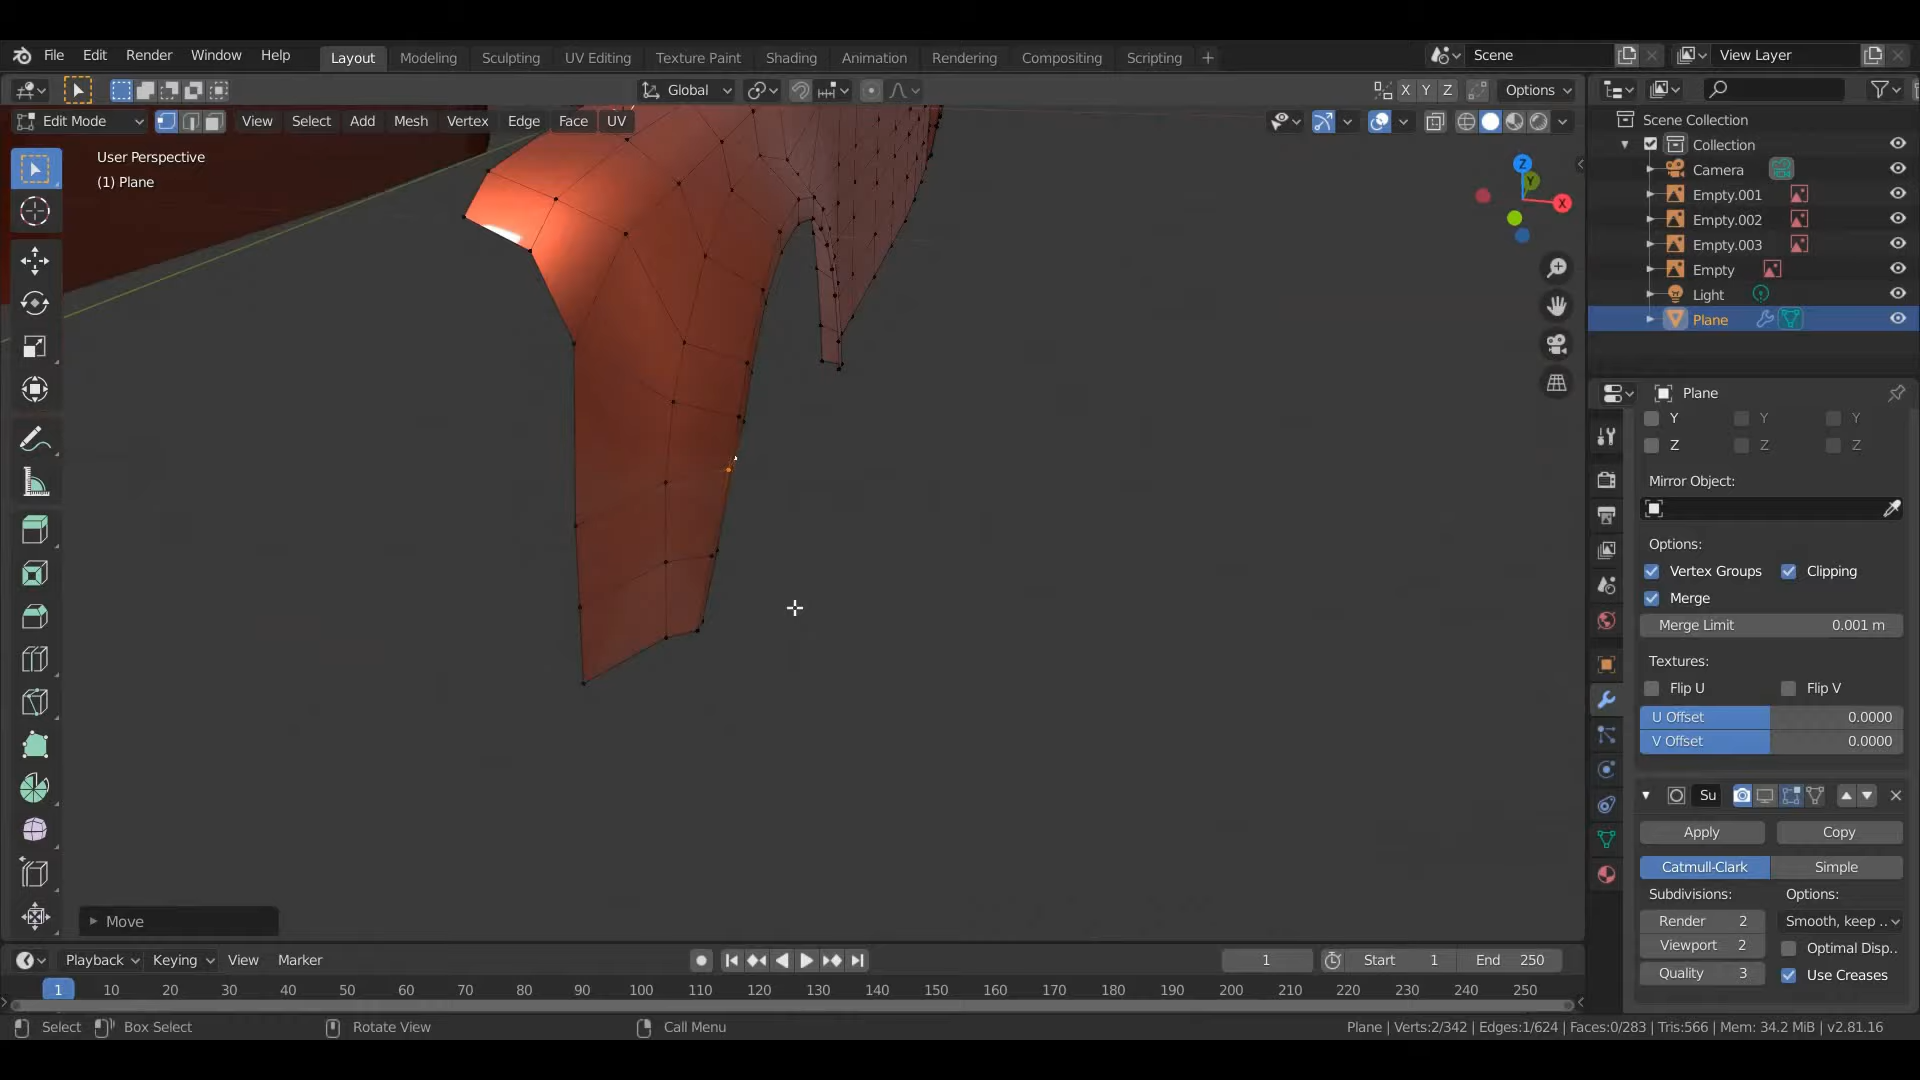 File Edit Render Window Help Layout Modeling Sculpting UV Editing Texture Paint Shading Animation Rendering Compositing Scripting + Scene View Layer
Global X Y Z Options
Edit Mode View Select Add Mesh Vertex Edge Face UV
User Perspective
(1) Plane
Z
Y
X
Scene Collection
Collection
Camera
Empty.001
Empty.002
Empty.003
Empty
Light
Plane
Plane
Y Y Y
Z Z Z
Mirror Object:
Options:
Vertex Groups Clipping
Merge
Merge Limit 0.001 m
Textures:
Flip U Flip V
U Offset 0.0000
V Offset 0.0000
Su
Apply Copy
Catmull-Clark Simple
Subdivisions: Options:
Render 2 Smooth, keep ..
Viewport 2 Optimal Disp..
Quality 3 Use Creases
Move
Playback Keying View Marker 1 Start 1 End 250
1 10 20 30 40 50 60 70 80 90 100 110 120 130 140 150 160 170 180 190 200 210 220 230 240 250
Select Box Select Rotate View Call Menu Plane | Verts:2/342 | Edges:1/624 | Faces:0/283 | Tris:566 | Mem: 34.2 MiB | v2.81.16